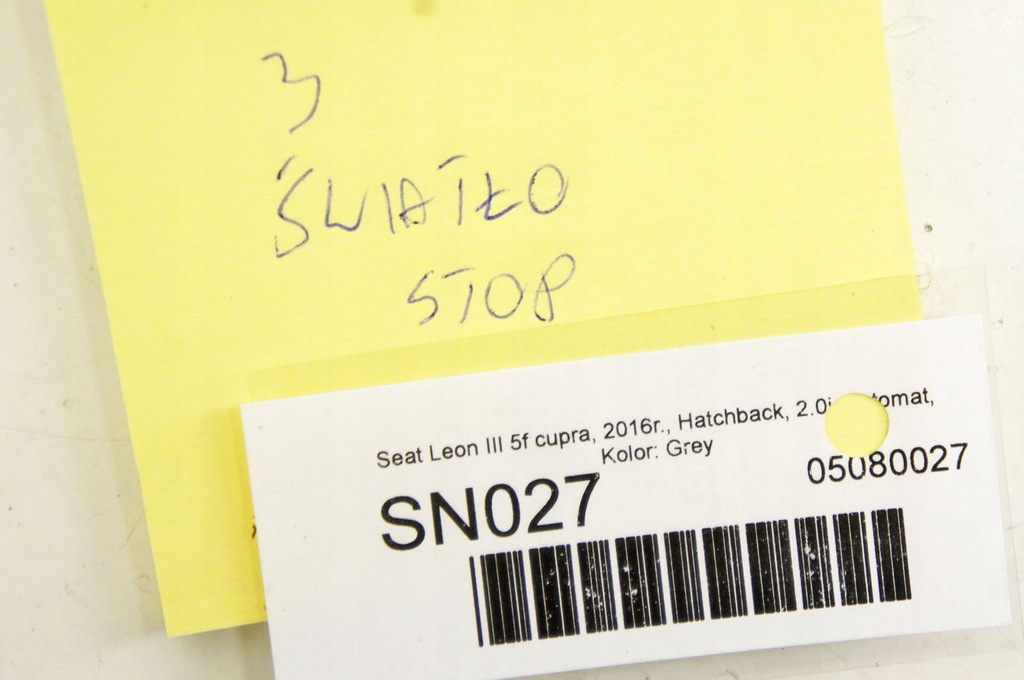 3
ŚWIATŁO
STOP
Seat Leon III 5f cupra, 2016r., Hatchback, 2.0i,
Kolor: Grey
05080027
SN027